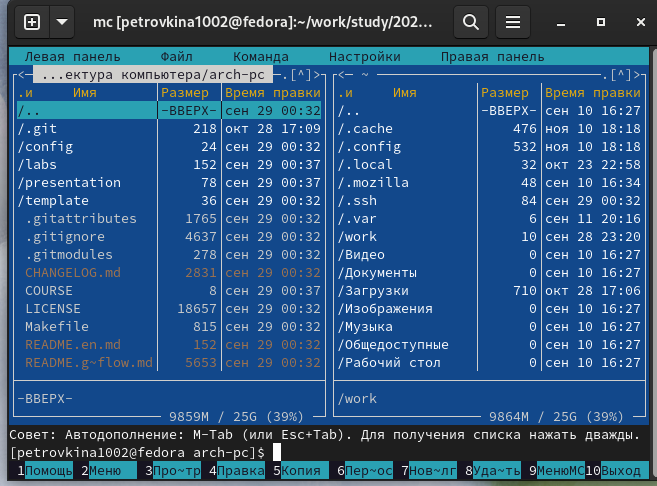 mc [petrovkina1002@fedora]:~/work/study/202...
Левая панель Файл Команда Настройки Правая панель
<— ...ектура компьютера/arch-pc —.[^]> <— ~ —.[^]>
.и Имя Размер Время правки .и Имя Размер Время правки
/.. -ВВЕРХ- сен 29 00:32 /.. -ВВЕРХ- сен 10 16:27
/.git 218 окт 28 17:09 /.cache 476 ноя 10 18:18
/config 24 сен 29 00:32 /.config 532 ноя 10 18:18
/labs 152 сен 29 00:37 /.local 32 окт 23 22:58
/presentation 78 сен 29 00:37 /.mozilla 48 сен 10 16:34
/template 36 сен 29 00:32 /.ssh 84 сен 29 00:32
.gitattributes 1765 сен 29 00:32 /.var 6 сен 11 20:16
.gitignore 4637 сен 29 00:32 /work 10 сен 28 23:20
.gitmodules 278 сен 29 00:32 /Видео 0 сен 10 16:27
CHANGELOG.md 2831 сен 29 00:32 /Документы 0 сен 10 16:27
COURSE 8 сен 29 00:37 /Загрузки 710 окт 28 17:06
LICENSE 18657 сен 29 00:32 /Изображения 0 сен 10 16:27
Makefile 815 сен 29 00:32 /Музыка 0 сен 10 16:27
README.en.md 152 сен 29 00:32 /Общедоступные 0 сен 10 16:27
README.g~flow.md 5653 сен 29 00:32 /Рабочий стол 0 сен 10 16:27
-ВВЕРХ- /work
9859M / 25G (39%) 9864M / 25G (39%)
Совет: Автодополнение: M-Tab (или Esc+Tab). Для получения списка нажать дважды.
[petrovkina1002@fedora arch-pc]$
1Помощь 2Меню 3Про~тр 4Правка 5Копия 6Пер~ос 7Нов~лг 8Уда~ть 9МенюMC 10Выход